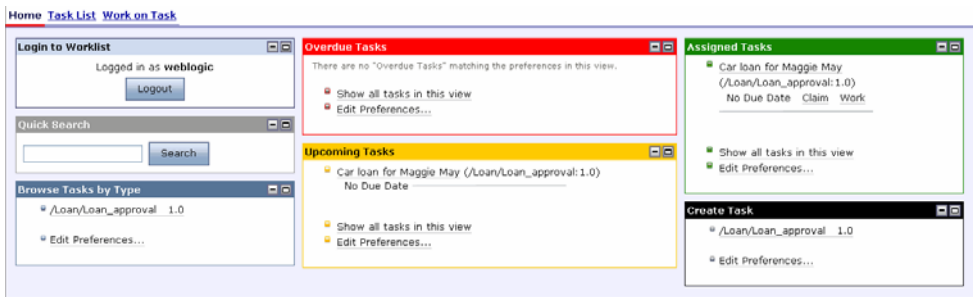 Home Task List Work on Task
Login to Worklist
Logged in as weblogic
Logout
Quick Search
Search
Browse Tasks by Type
/Loan/Loan_approval 1.0
Edit Preferences...
Overdue Tasks
There are no "Overdue Tasks" matching the preferences in this view.
Show all tasks in this view
Edit Preferences...
Upcoming Tasks
Car loan for Maggie May (/Loan/Loan_approval:1.0)
No Due Date
Show all tasks in this view
Edit Preferences...
Assigned Tasks
Car loan for Maggie May
(/Loan/Loan_approval:1.0)
No Due Date Claim Work
Show all tasks in this view
Edit Preferences...
Create Task
/Loan/Loan_approval 1.0
Edit Preferences...